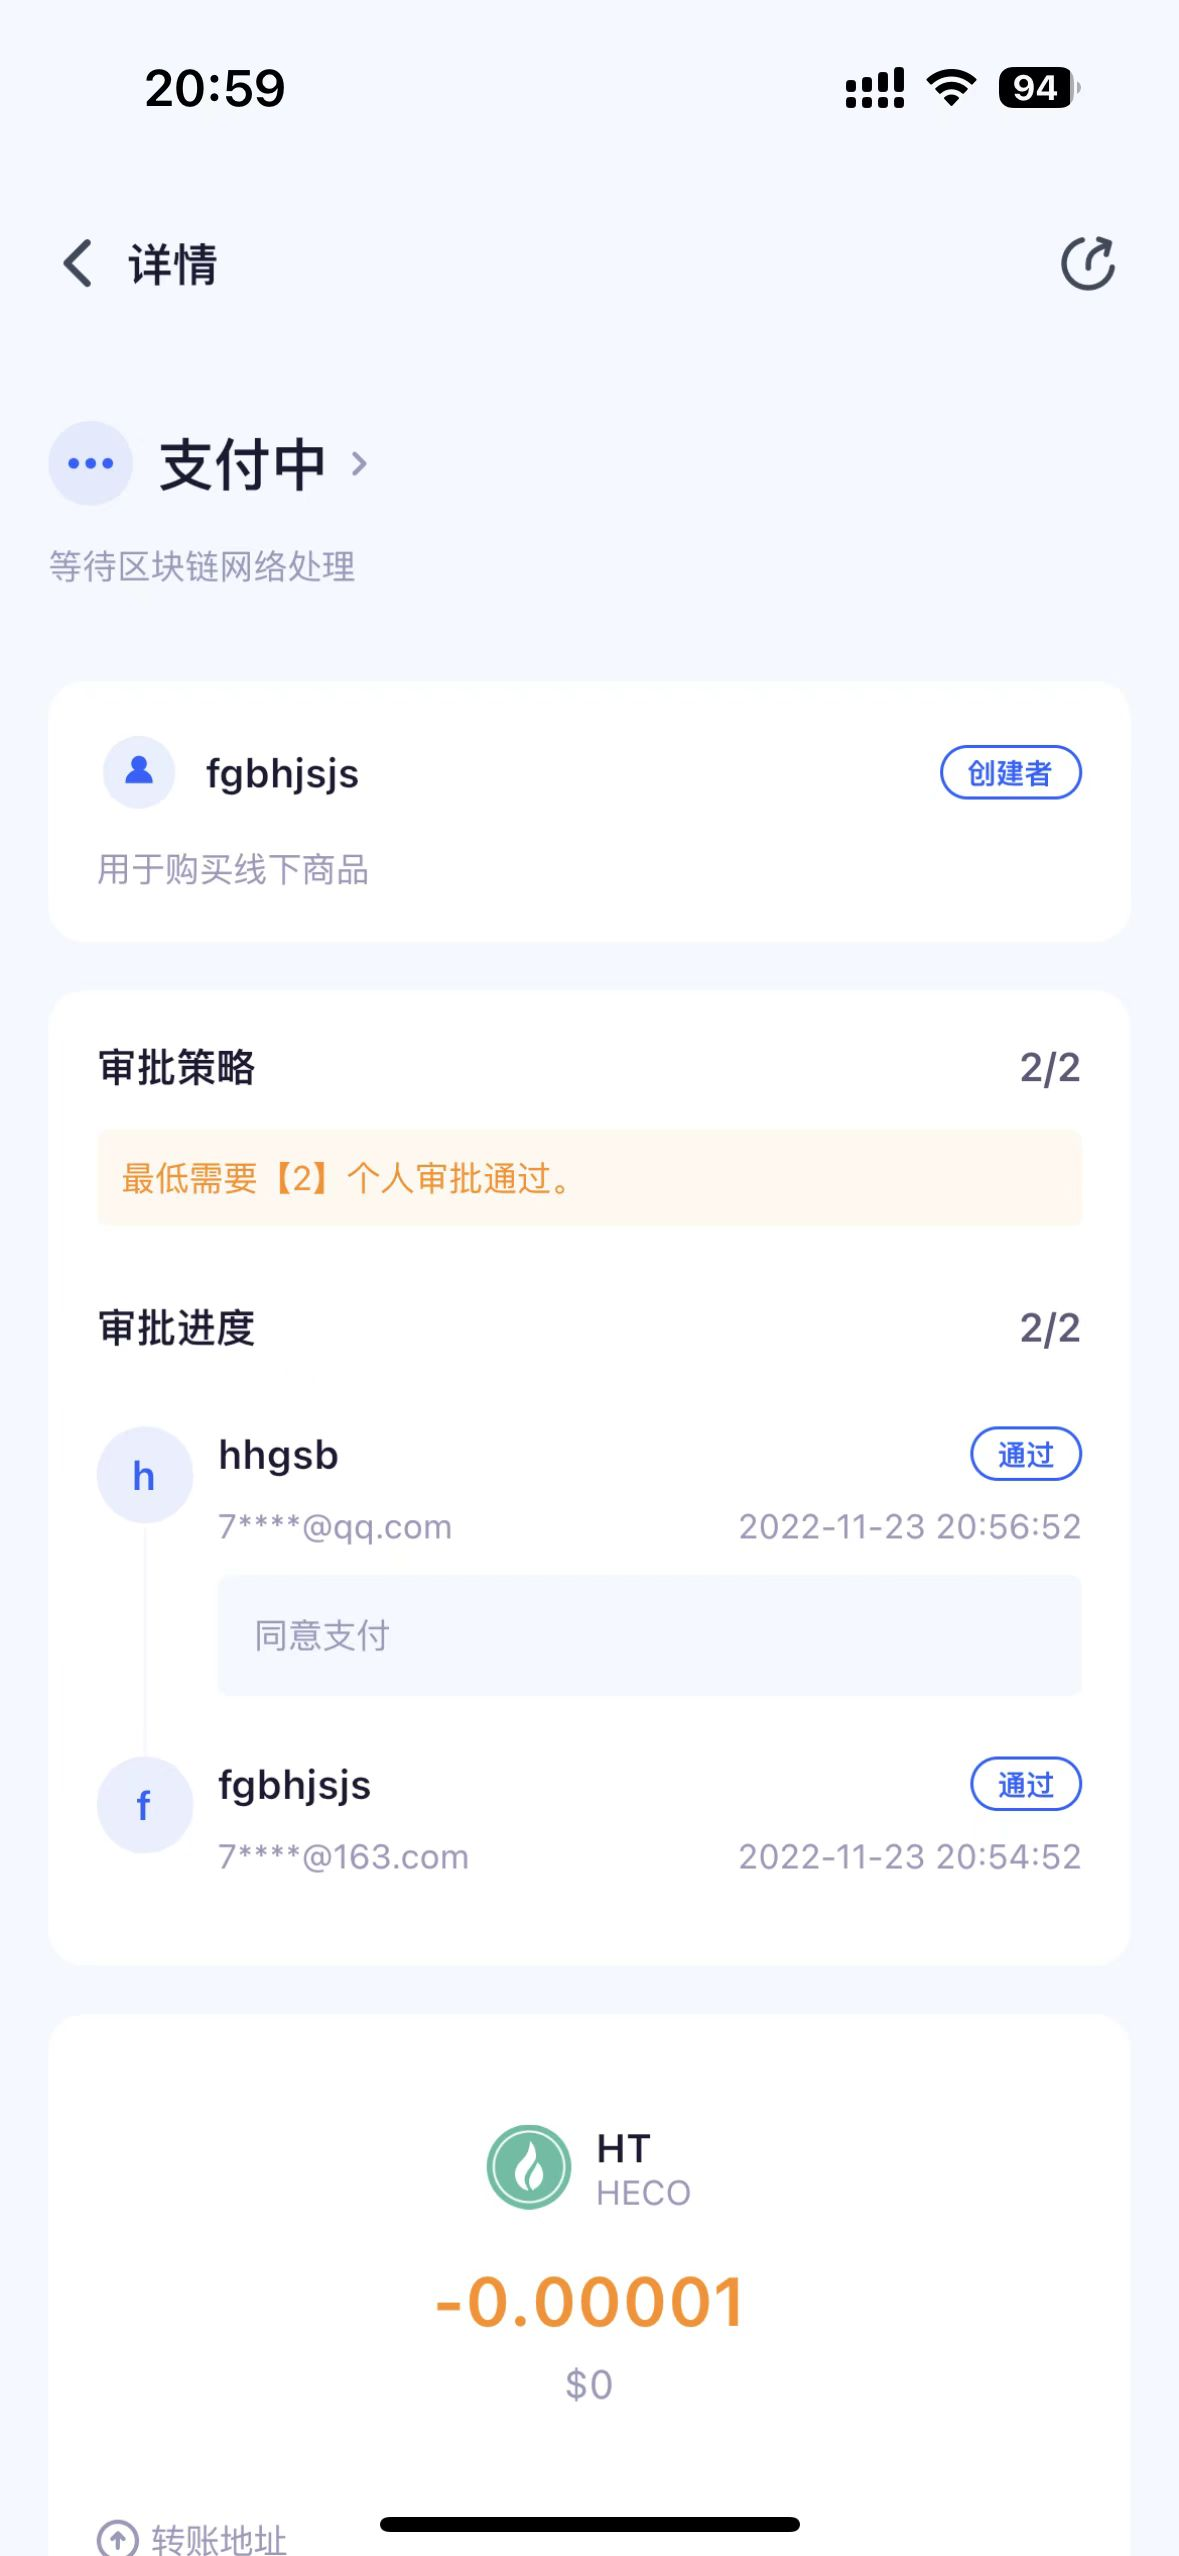 20:59
94
详情
支付中
等待区块链网络处理
fgbhjsjs
创建者
用于购买线下商品
审批策略
2/2
最低需要【2】个人审批通过。
审批进度
2/2
h
hhgsb
通过
7****@qq.com
2022-11-23 20:56:52
同意支付
f
fgbhjsjs
通过
7****@163.com
2022-11-23 20:54:52
HT
HECO
-0.00001
$0
转账地址